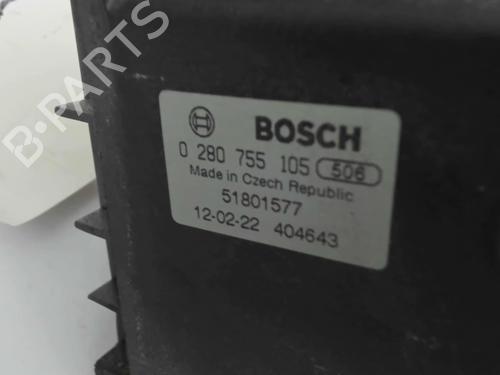 B-PARTS
BOSCH
0 280 755 105 506
Made in Czech Republic
51801577
12-02-22 404643